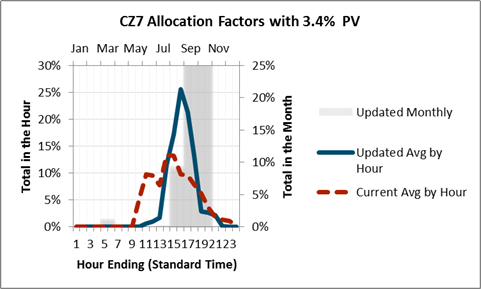 CZ7 Allocation Factors with 3.4% PV
Jan Mar May Jul Sep Nov
30% 25%
25% 20%
20% 15%
15% 10%
10% 5%
5% 0%
0%
Total in the Hour
Total in the Month
1 3 5 7 9 11 13 15 17 19 21 23
Hour Ending (Standard Time)
Updated Monthly
Updated Avg by
Hour
Current Avg by Hour